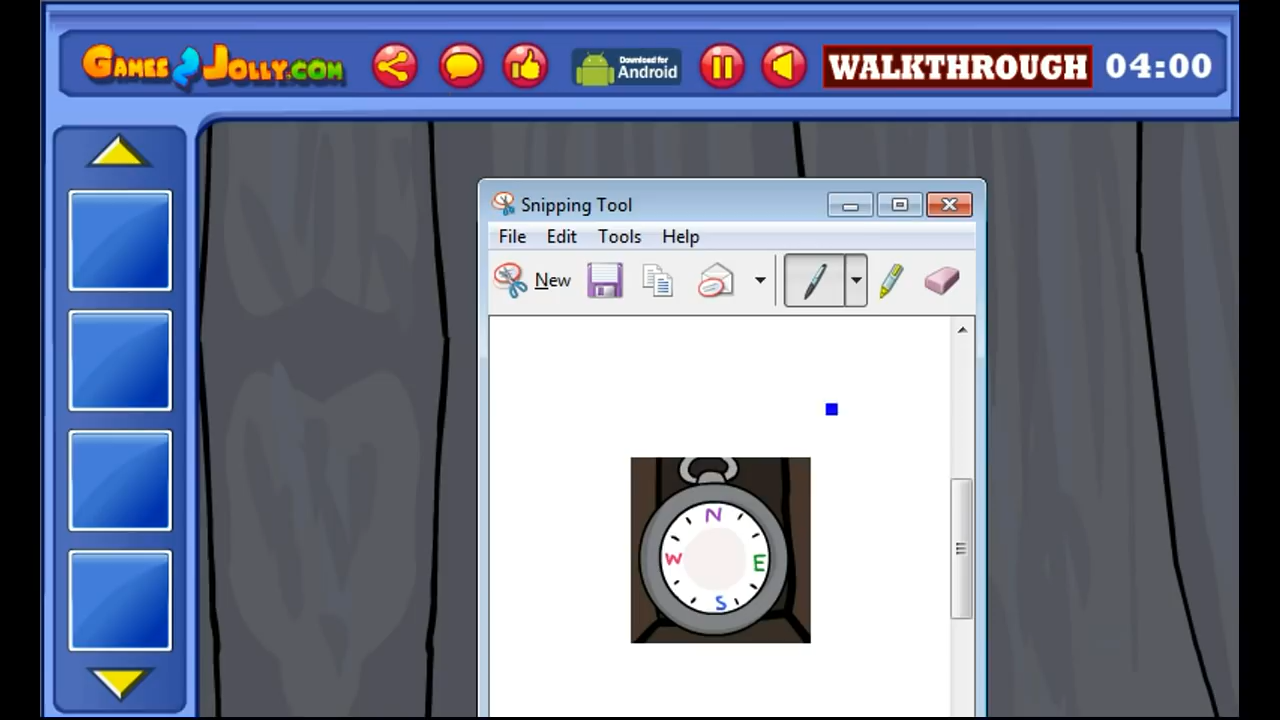 GAMES2JOLLY.COM
Download for
Android
WALKTHROUGH
04:00
Snipping Tool
File Edit Tools Help
New
N
W E
S